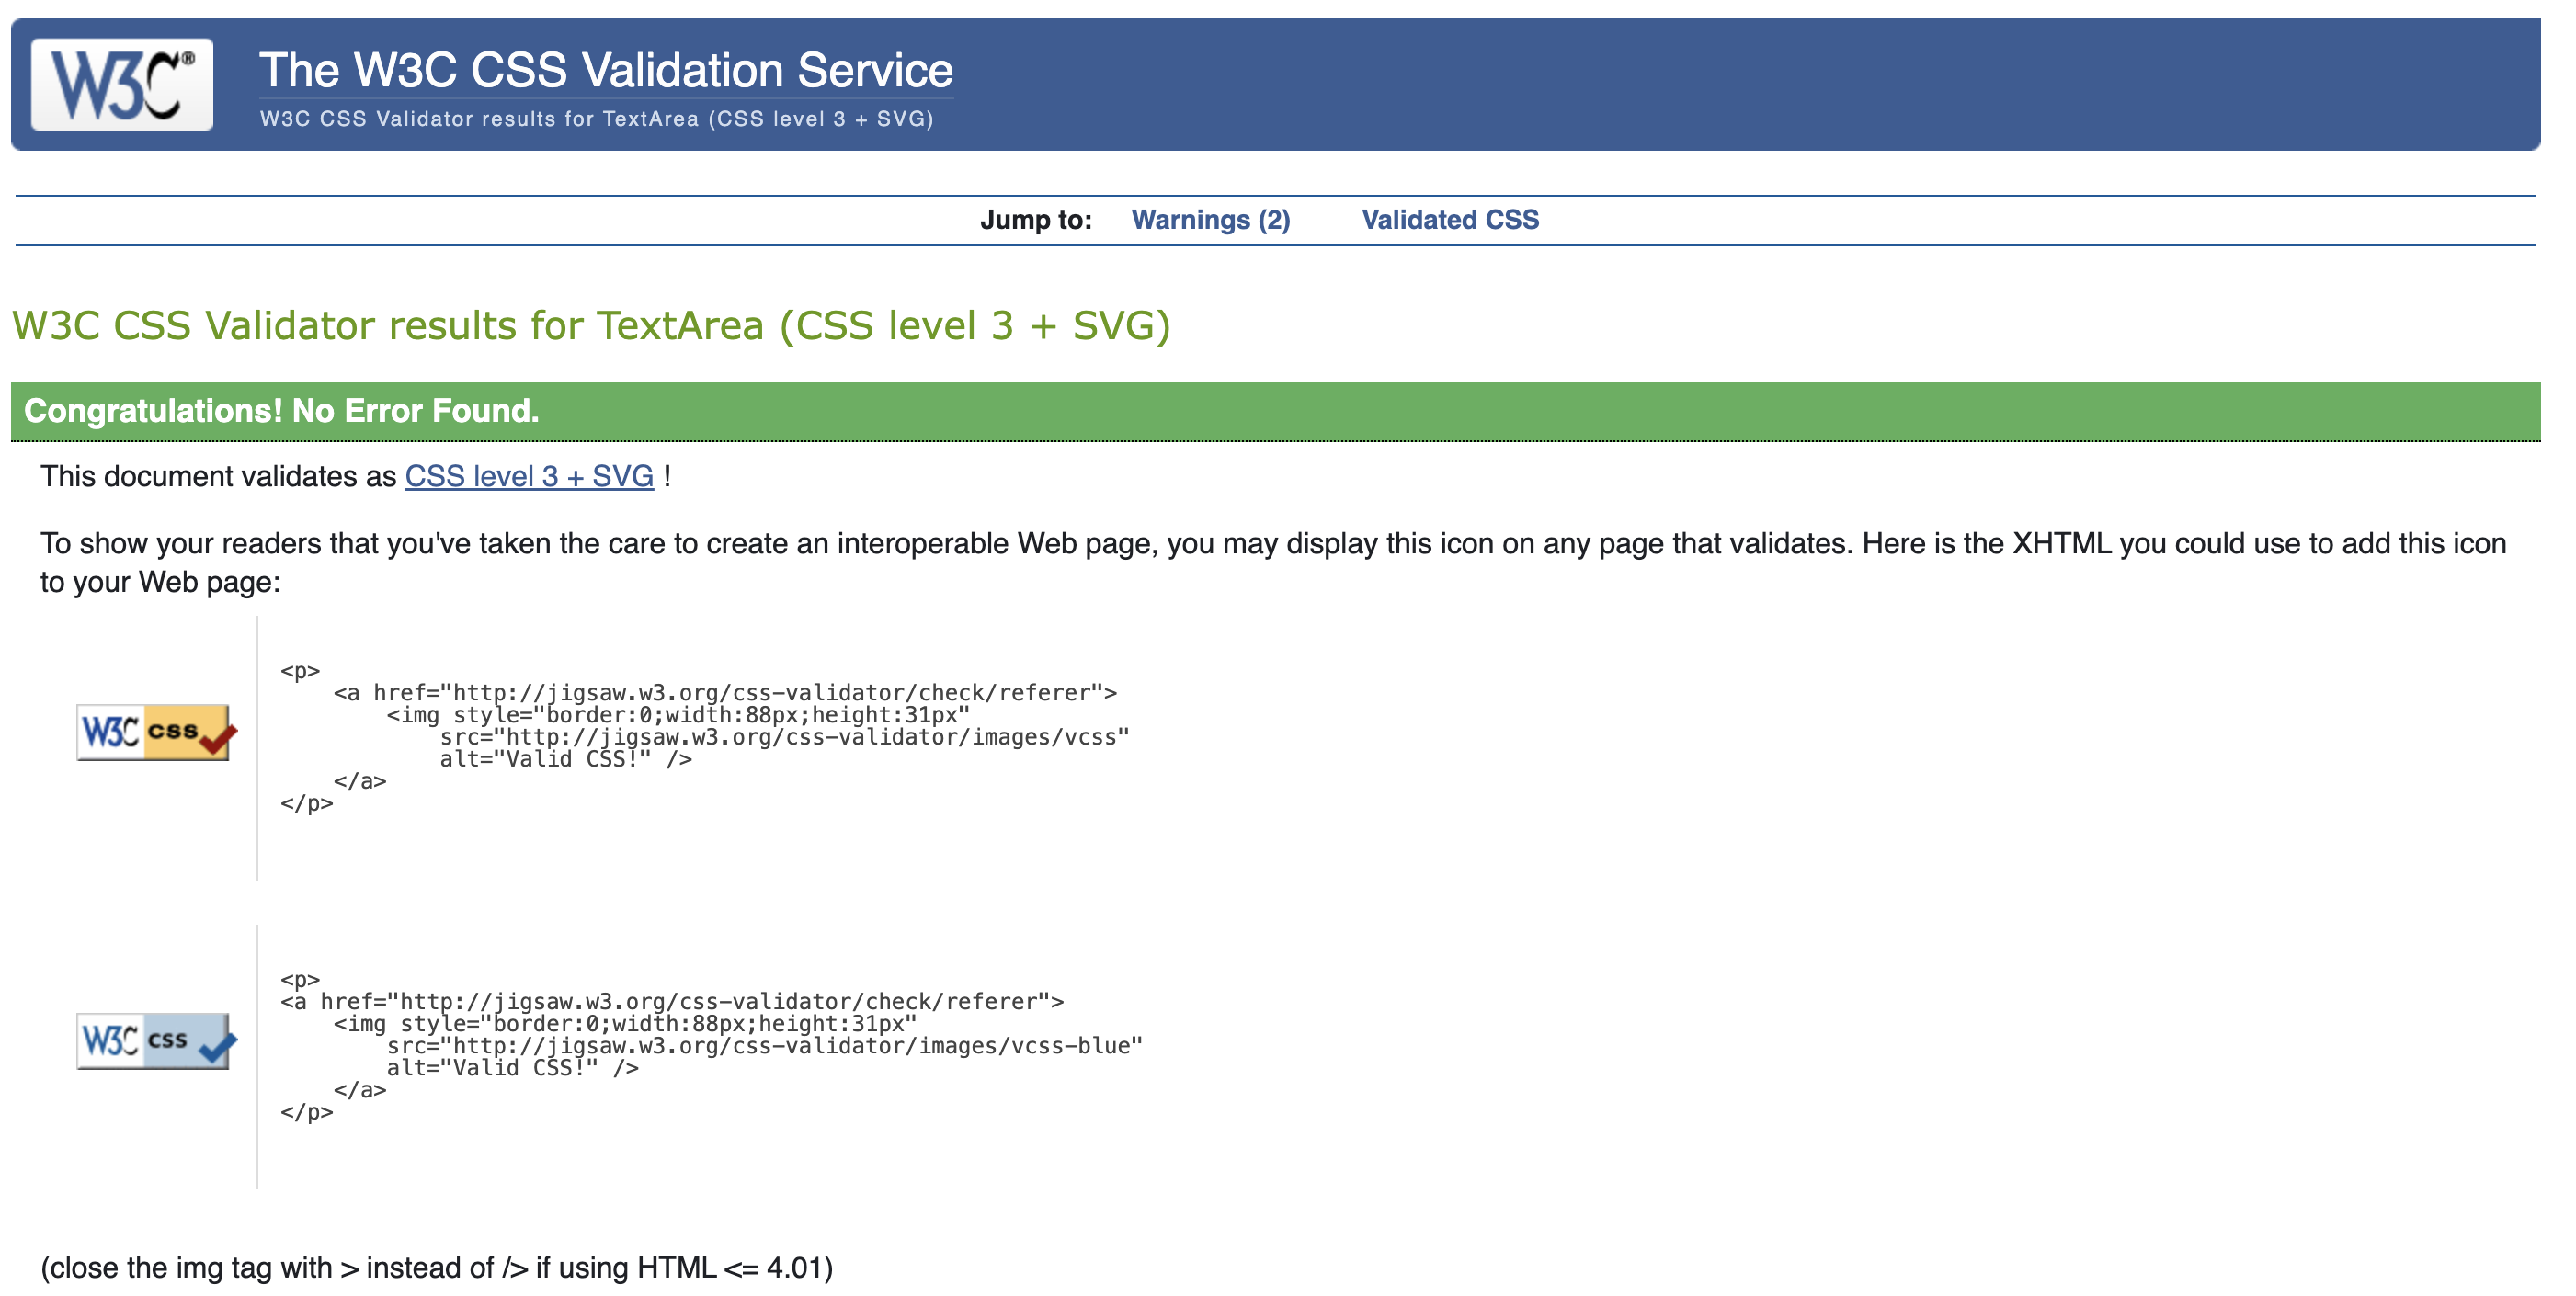 W3C®
The W3C CSS Validation Service
W3C CSS Validator results for TextArea (CSS level 3 + SVG)
Jump to: Warnings (2) Validated CSS
W3C CSS Validator results for TextArea (CSS level 3 + SVG)
Congratulations! No Error Found.
This document validates as CSS level 3 + SVG !
To show your readers that you've taken the care to create an interoperable Web page, you may display this icon on any page that validates. Here is the XHTML you could use to add this icon
to your Web page:
<p>
    <a href="http://jigsaw.w3.org/css-validator/check/referer">
        <img style="border:0;width:88px;height:31px"
W3C css
            src="http://jigsaw.w3.org/css-validator/images/vcss"
            alt="Valid CSS!" />
    </a>
</p>
<p>
<a href="http://jigsaw.w3.org/css-validator/check/referer">
    <img style="border:0;width:88px;height:31px"
W3C css
        src="http://jigsaw.w3.org/css-validator/images/vcss-blue"
        alt="Valid CSS!" />
    </a>
</p>
(close the img tag with > instead of /> if using HTML <= 4.01)